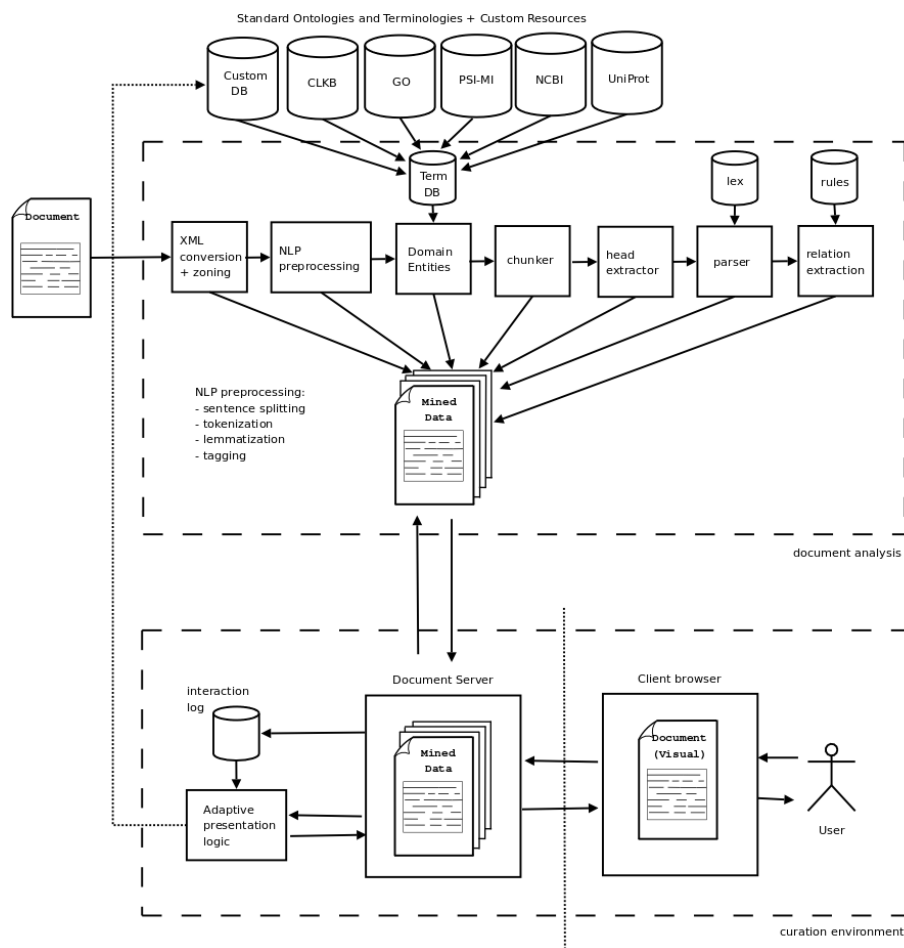 Standard Ontologies and Terminologies + Custom Resources
Custom
DB
CLKB
GO
PSI-MI
NCBI
UniProt
Term
DB
lex
rules
Document
XML
conversion
+ zoning
NLP
preprocessing
Domain
Entities
chunker
head
extractor
parser
relation
extraction
NLP preprocessing:
- sentence splitting
- tokenization
- lemmatization
- tagging
Mined
Data
document analysis
interaction
log
Document Server
Client browser
Mined
Data
Document
(Visual)
Adaptive
presentation
logic
User
curation environment